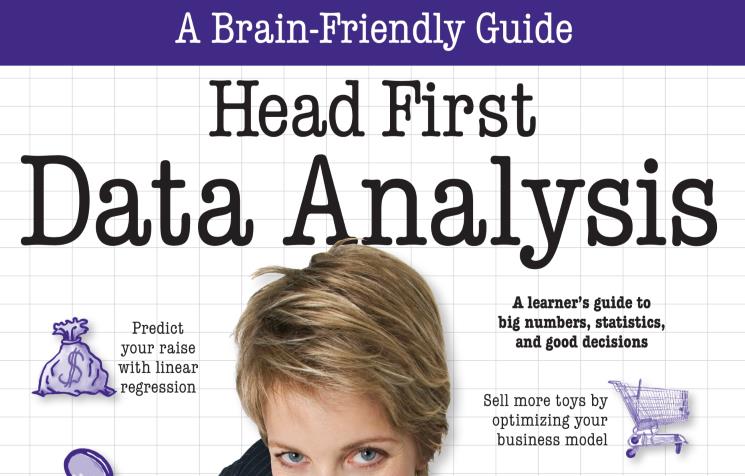 A Brain-Friendly Guide
Head First
Data Analysis
A learner's guide to
big numbers, statistics,
and good decisions
Predict
your raise
with linear
regression
$
Sell more toys by
optimizing your
business model